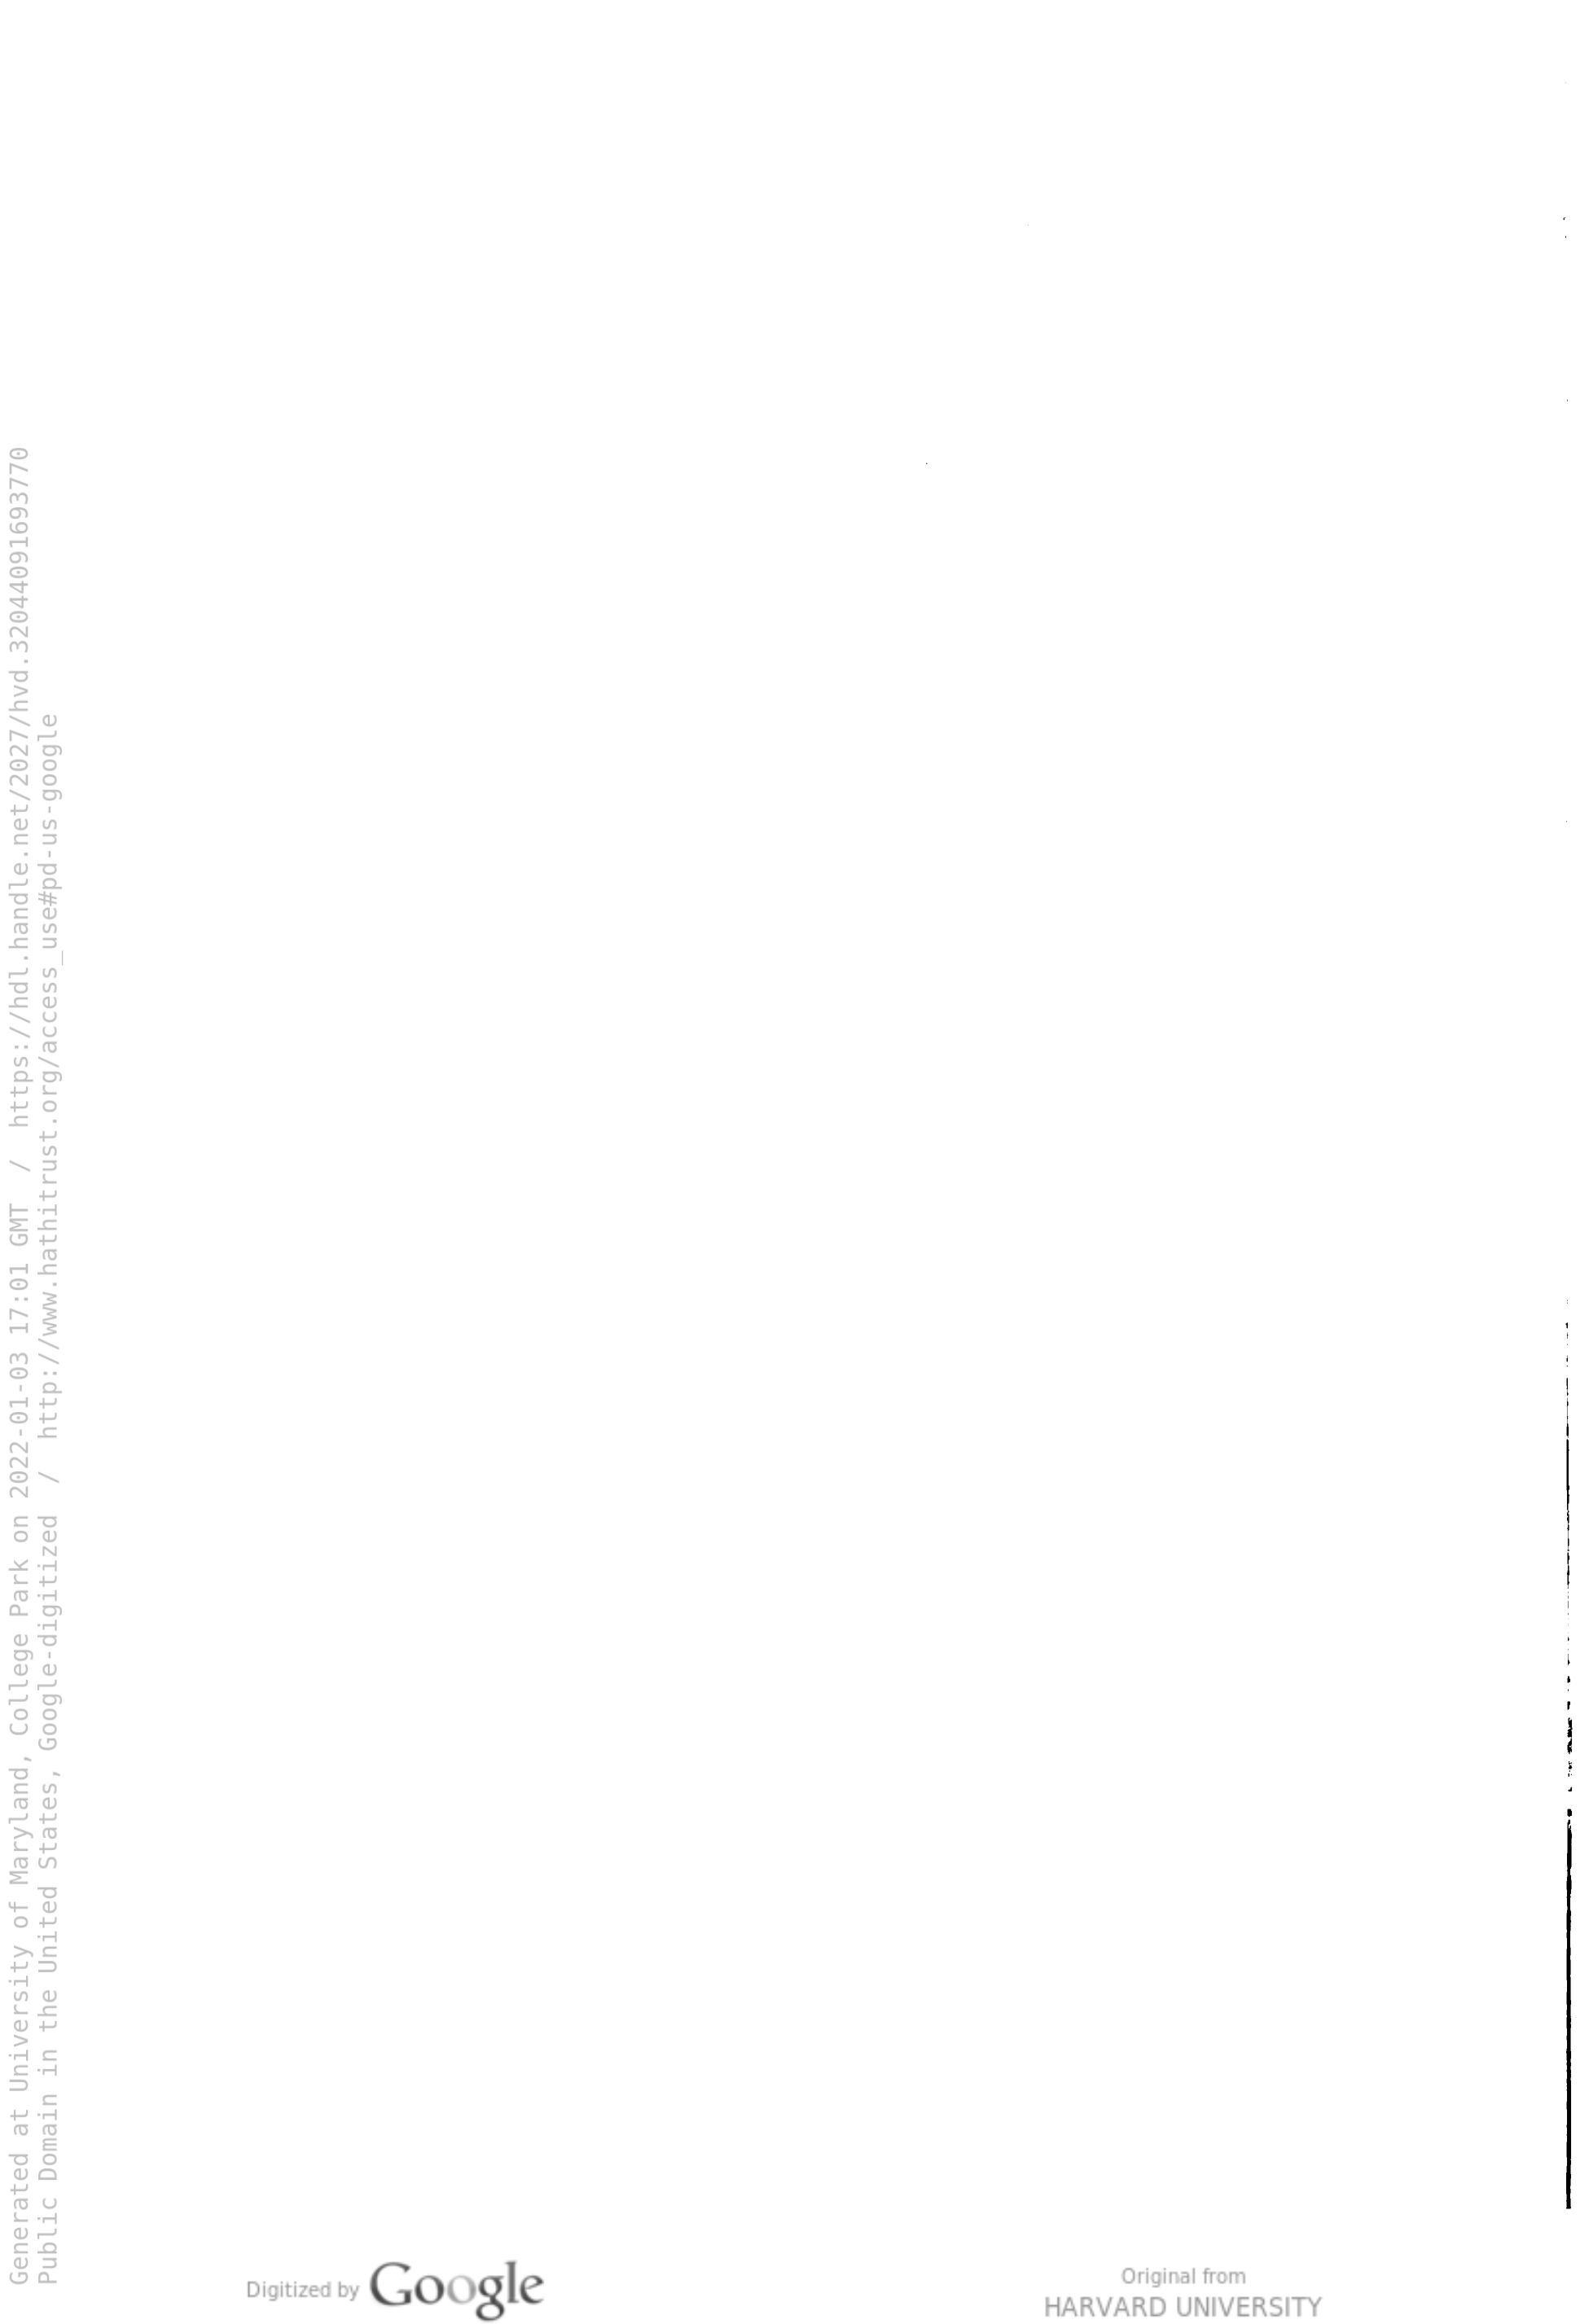 Generated at University of Maryland, College Park on 2022-01-03 17:01 GMT / https://hdl.handle.net/2027/hvd.32044091693770
Public Domain in the United States, Google-digitized / http://www.hathitrust.org/access_use#pd-us-google
Digitized by Google
Original from
HARVARD UNIVERSITY